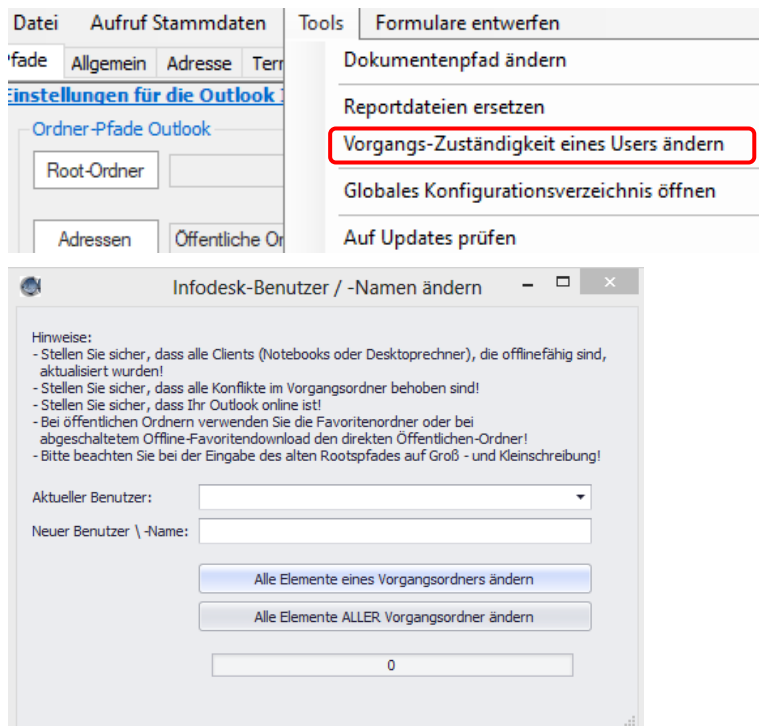 Datei Aufruf Stammdaten Tools Formulare entwerfen
Pfade Allgemein Adresse
Einstellungen für die Outlook
Ordner-Pfade Outlook
Root-Ordner
Adressen Öffentliche
Dokumentenpfad ändern
Reportdateien ersetzen
Vorgangs-Zuständigkeit eines Users ändern
Globales Konfigurationsverzeichnis öffnen
Auf Updates prüfen
Infodesk-Benutzer / -Namen ändern
Hinweise:
- Stellen Sie sicher, dass alle Clients (Notebooks oder Desktoprechner), die offlinefähig sind,
aktualisiert wurden!
- Stellen Sie sicher, dass alle Konflikte im Vorgangsordner behoben sind!
- Stellen Sie sicher, dass Ihr Outlook online ist!
- Bei öffentlichen Ordnern verwenden Sie die Favoritenordner oder bei
abgeschaltetem Offline-Favoritendownload den direkten Öffentlichen-Ordner!
- Bitte beachten Sie bei der Eingabe des alten Rootspfades auf Groß - und Kleinschreibung!
Aktueller Benutzer:
Neuer Benutzer \ -Name:
Alle Elemente eines Vorgangsordners ändern
Alle Elemente ALLER Vorgangsordner ändern
0